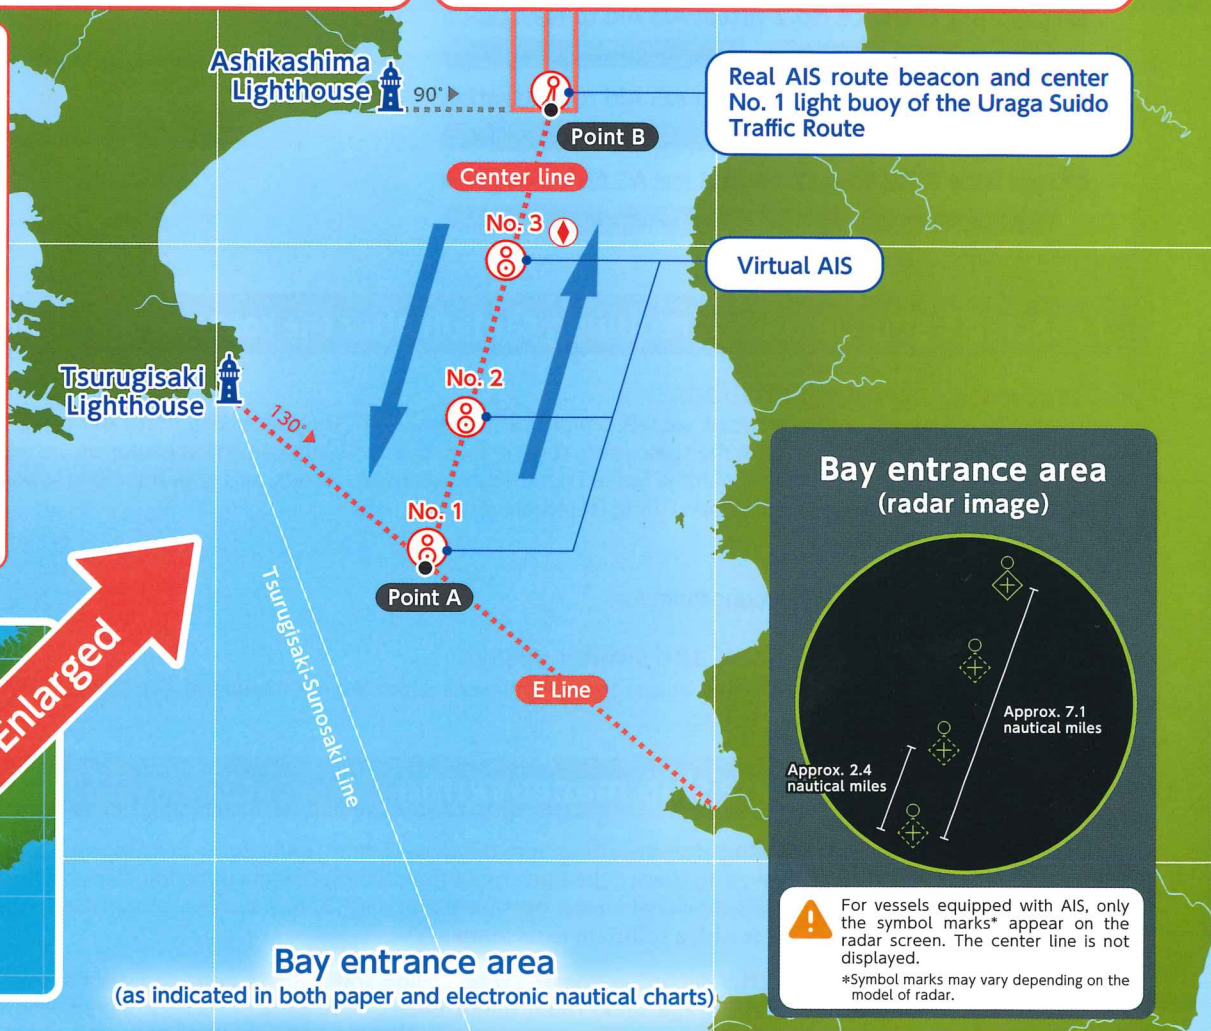 Ashikashima
Lighthouse
90°
Real AIS route beacon and center
No. 1 light buoy of the Uraga Suido
Traffic Route
Point B
Center line
No. 3
Virtual AIS
Tsurugisaki
Lighthouse
130°
No. 2
No. 1
Point A
E Line
Tsurugisaki-Sunosaki Line
Enlarged
Bay entrance area
(radar image)
Approx. 7.1
nautical miles
Approx. 2.4
nautical miles
For vessels equipped with AIS, only
the symbol marks* appear on the
radar screen. The center line is not
displayed.
*Symbol marks may vary depending on the
model of radar.
Bay entrance area
(as indicated in both paper and electronic nautical charts)